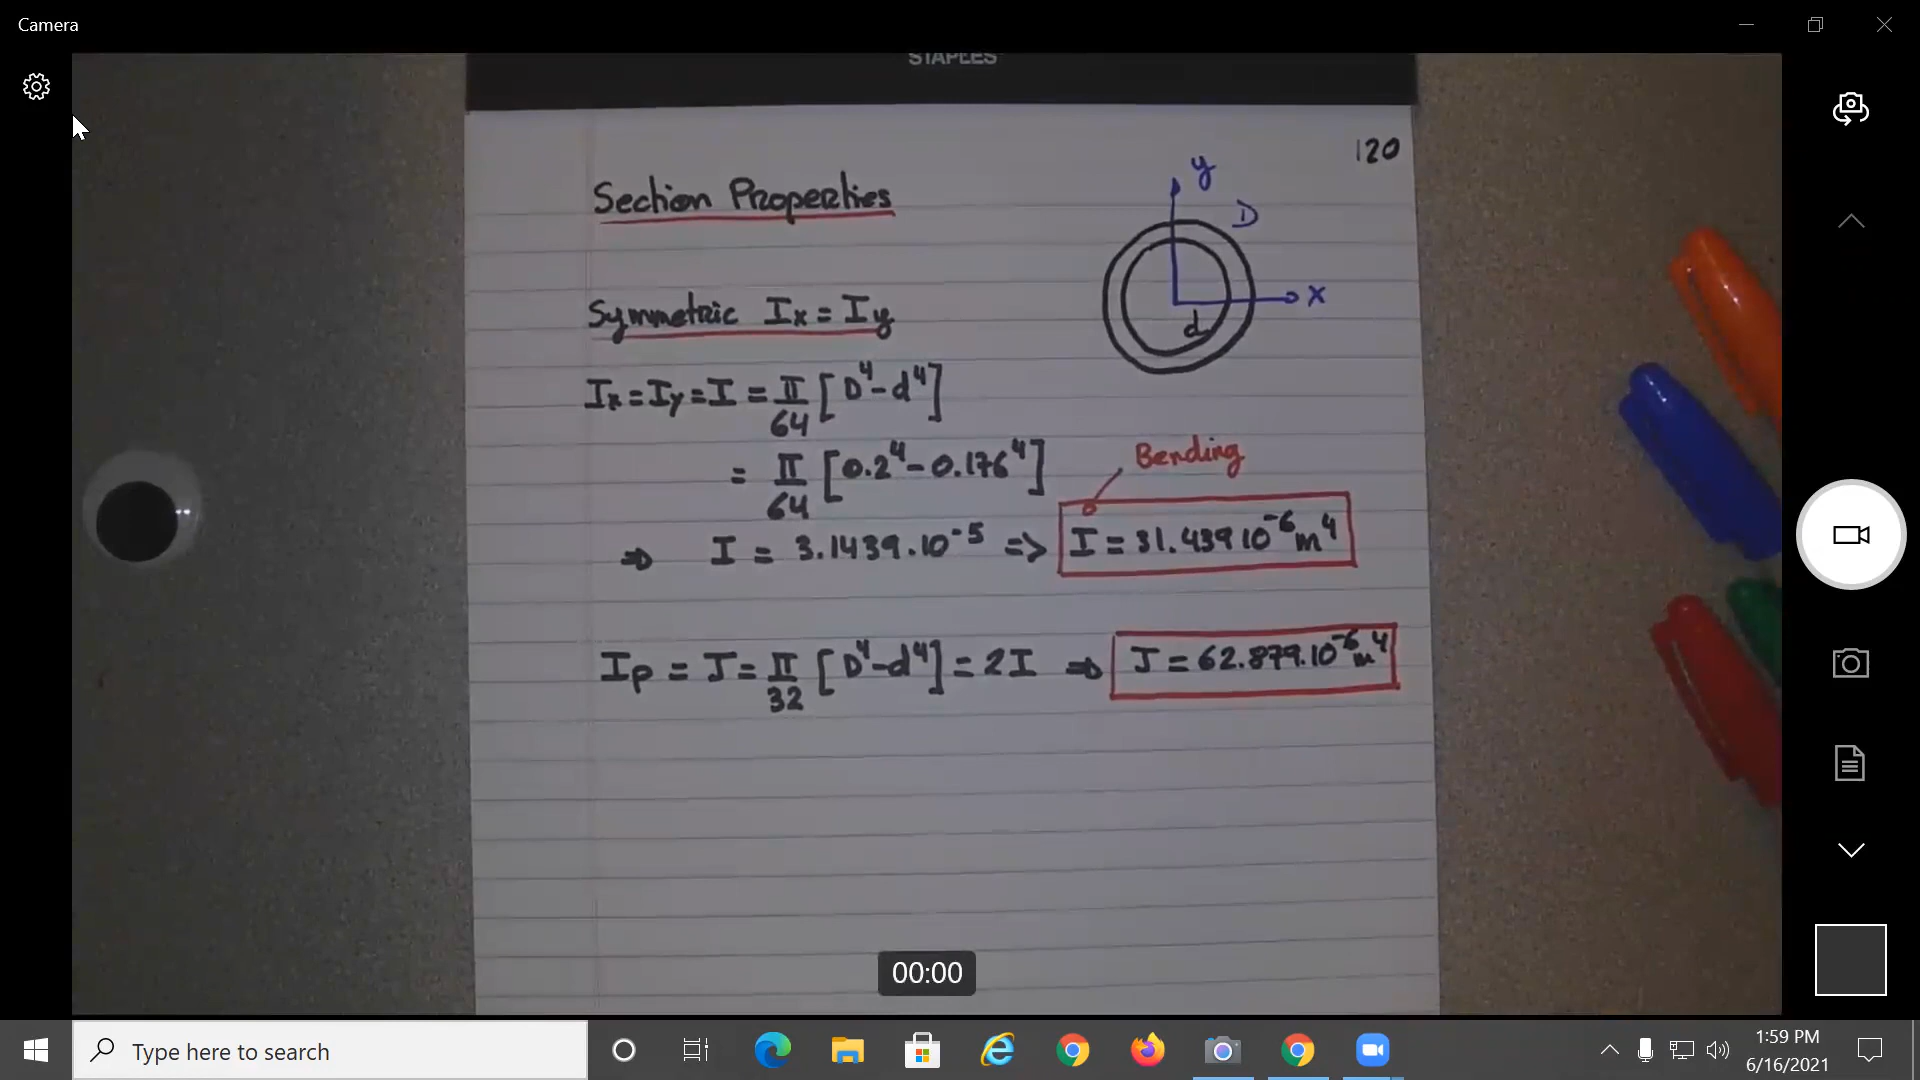 Camera
STAPLES
120
Section Properties
y
D
x
d
Symmetric Ix = Iy
Ix = Iy = I = π/64 [D⁴ - d⁴]
= π/64 [0.2⁴ - 0.176⁴]
Bending
⇒ I = 3.1439.10⁻⁵ => I = 31.439 10⁻⁶ m⁴
Ip = J = π/32 [D⁴ - d⁴] = 2I ⇒ J = 62.879.10⁻⁶ m⁴
00:00
Type here to search
1:59 PM
6/16/2021